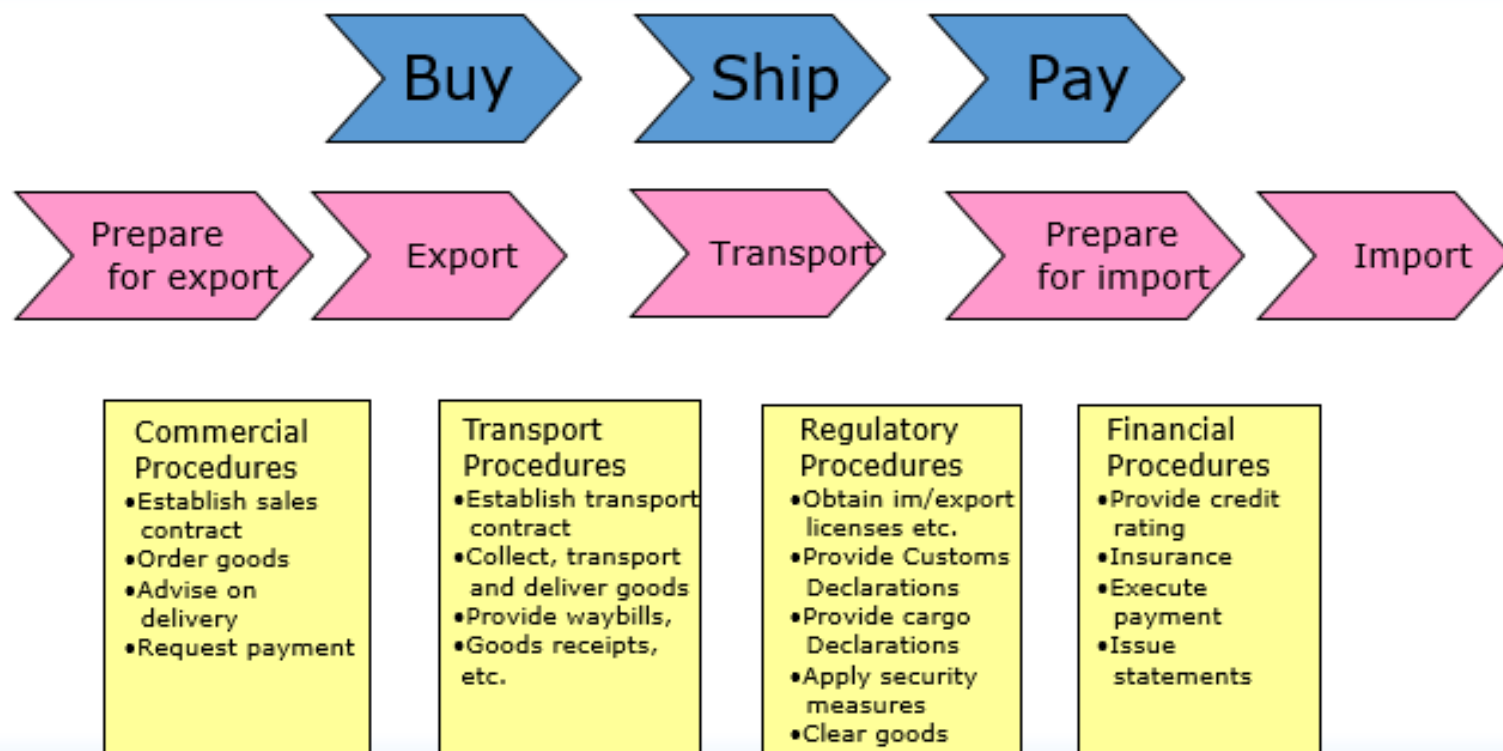 Buy
Ship
Pay
Prepare
for export
Export
Transport
Prepare
for import
Import
Commercial
Procedures
•Establish sales
contract
•Order goods
•Advise on
delivery
•Request payment
Transport
Procedures
•Establish transport
contract
•Collect, transport
and deliver goods
•Provide waybills,
•Goods receipts,
etc.
Regulatory
Procedures
•Obtain im/export
licenses etc.
•Provide Customs
Declarations
•Provide cargo
Declarations
•Apply security
measures
•Clear goods
Financial
Procedures
•Provide credit
rating
•Insurance
•Execute
payment
•Issue
statements